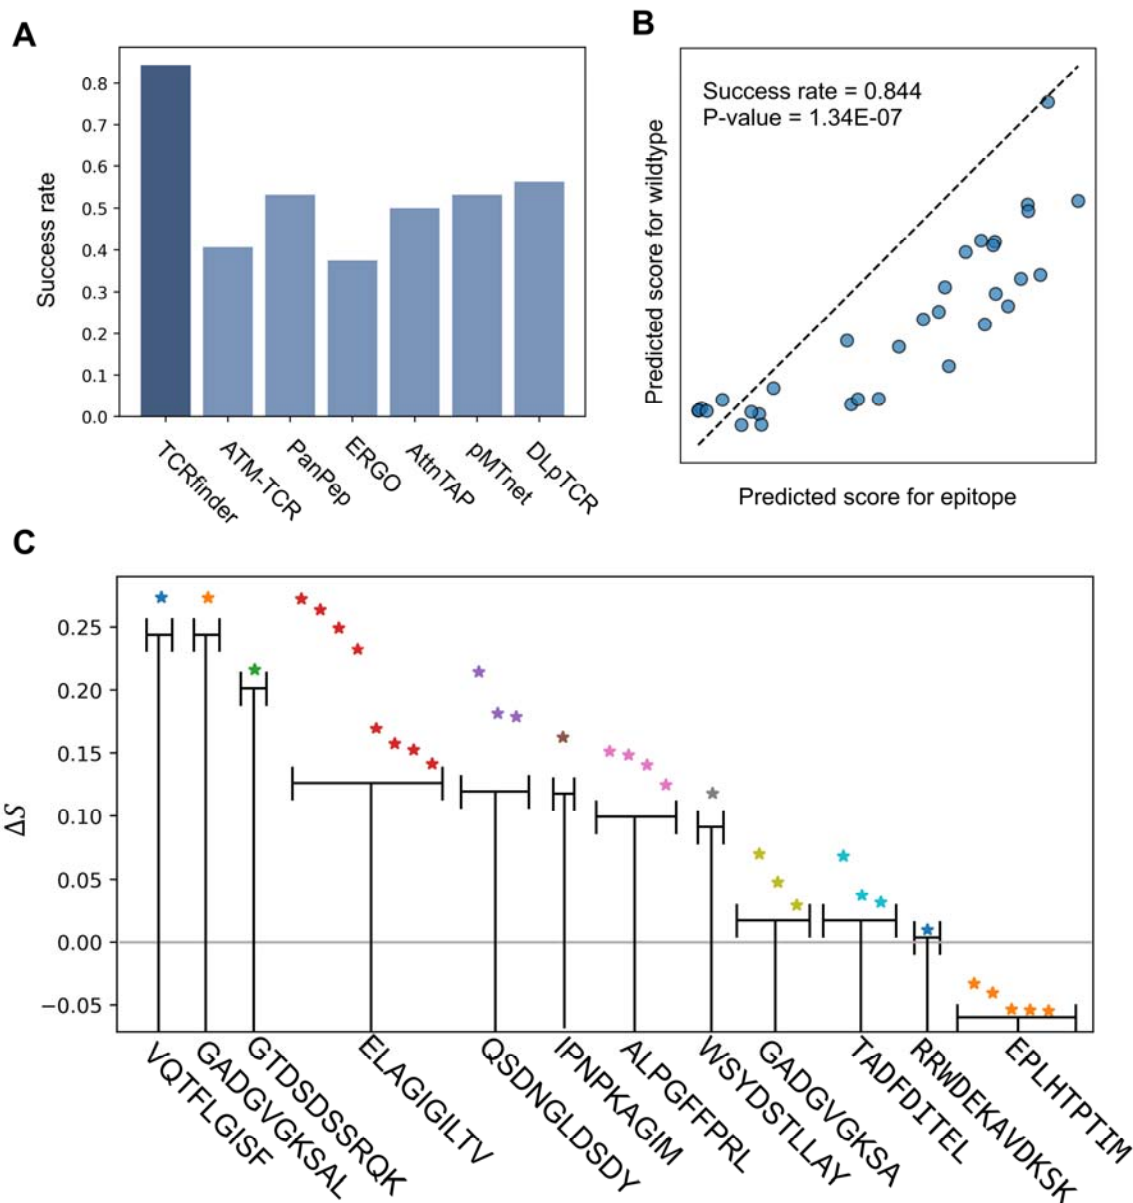 A
Success rate
0.8
0.7
0.6
0.5
0.4
0.3
0.2
0.1
0.0
TCRfinder
ATM-TCR
PanPep
ERGO
AttnTAP
pMTnet
DLpTCR
B
Success rate = 0.844
P-value = 1.34E-07
Predicted score for wildtype
Predicted score for epitope
C
ΔS
0.25
0.20
0.15
0.10
0.05
0.00
−0.05
VQTFLGISF
GADGVGKSAL
GTDSDSSRQK
ELAGIGILTV
QSDNGLDSDY
IPNPKAGIM
ALPGFFPRL
WSYDSTLLAY
GADGVGKSA
TADFDITEL
RRWDEKAVDKSK
EPLHTPTIM